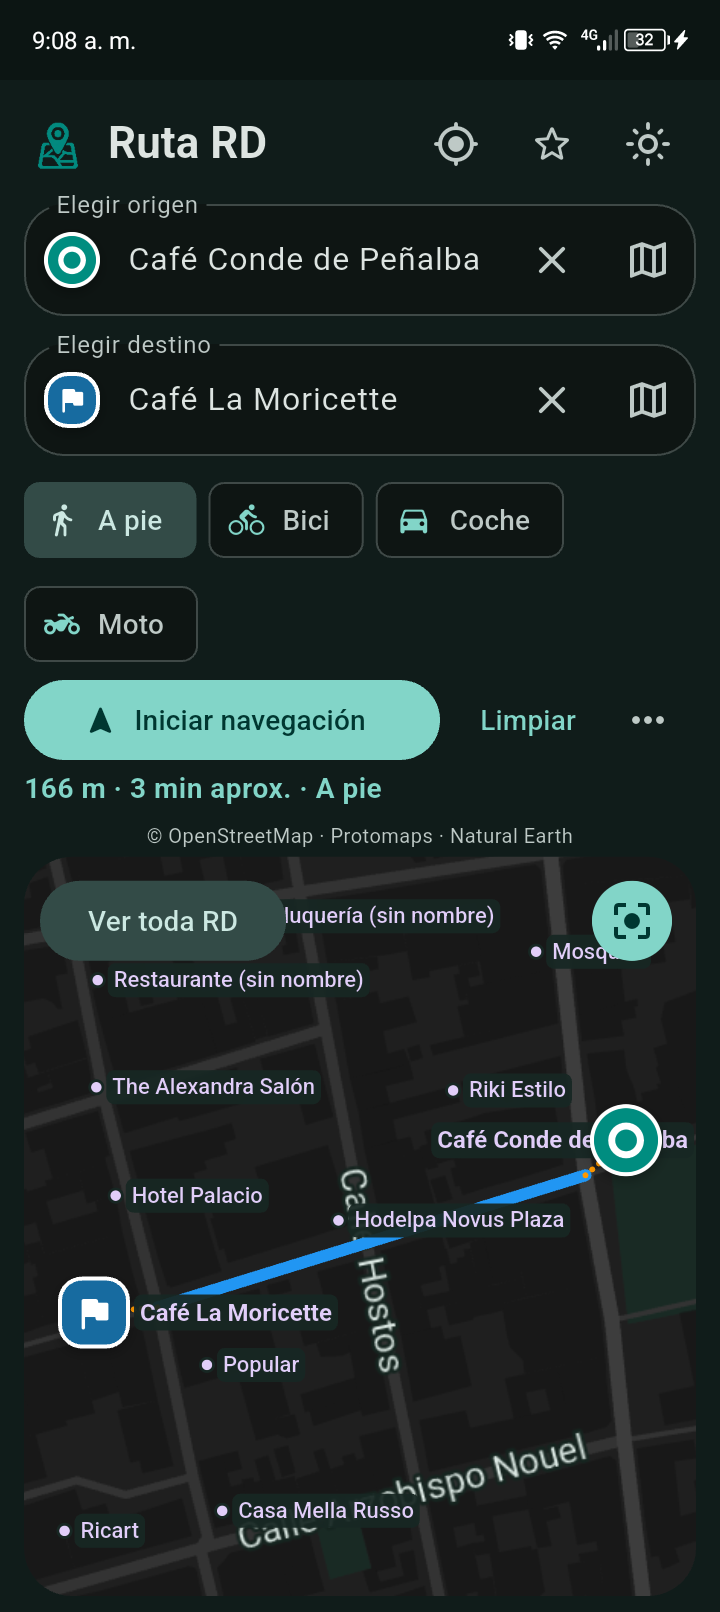 9:08 a. m.
4G
32
Ruta RD
Elegir origen
Café Conde de Peñalba
Elegir destino
Café La Moricette
A pie
Bici
Coche
Moto
Iniciar navegación
Limpiar
166 m · 3 min aprox. · A pie
© OpenStreetMap · Protomaps · Natural Earth
Ver toda RD
luquería (sin nombre)
Mosq
Restaurante (sin nombre)
The Alexandra Salón
Riki Estilo
Café Conde de ba
Hotel Palacio
Hodelpa Novus Plaza
Hostos
Café La Moricette
Popular
Calle obispo Nouel
Casa Mella Russo
Ricart